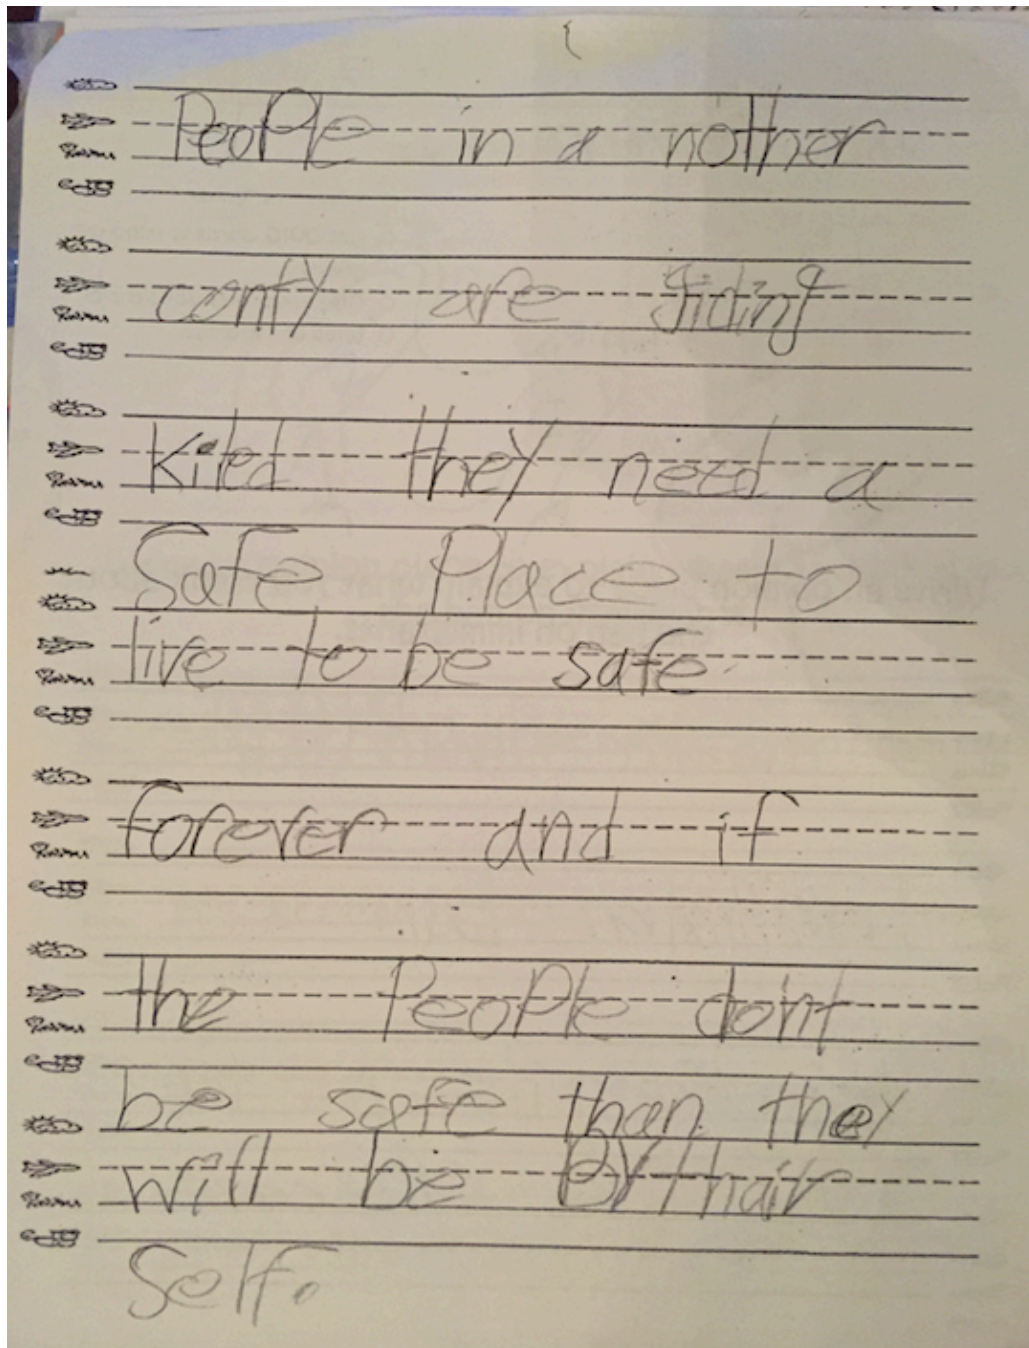 People in a nother
conty are giding
Kiled they need a
Safe Place to
live to be safe
forever and if
the People don't
be safe than they
will be BY thair
Self.